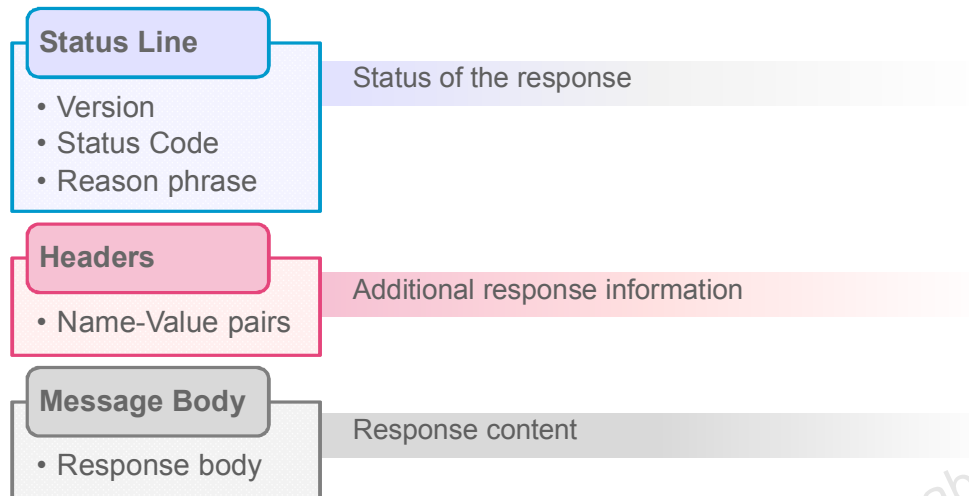 Status Line
Status of the response
• Version
• Status Code
• Reason phrase
Headers
Additional response information
• Name-Value pairs
Message Body
Response content
• Response body